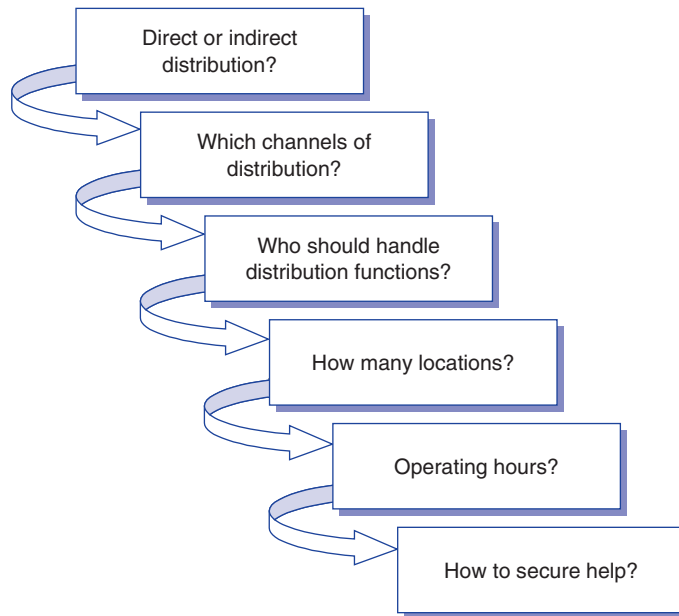 Direct or indirect
distribution?
Which channels of
distribution?
Who should handle
distribution functions?
How many locations?
Operating hours?
How to secure help?